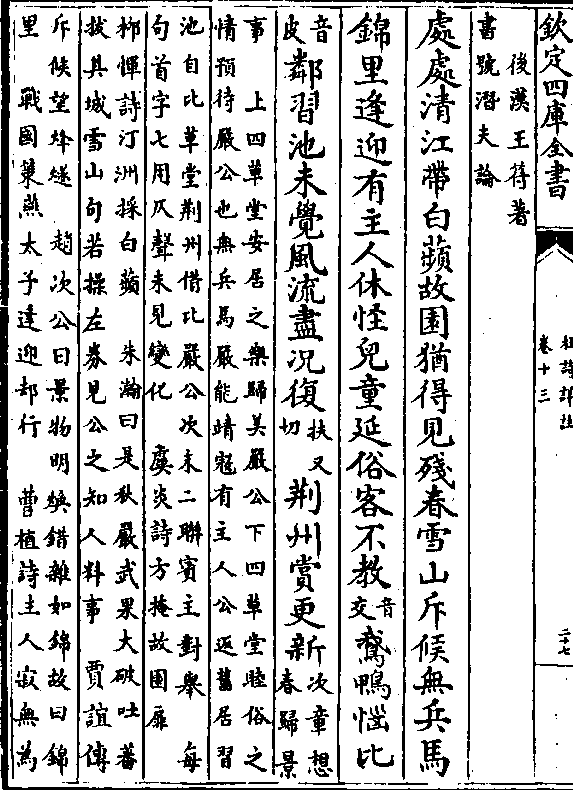 欽定四庫全書
卷十三
二十七
後漢王符著
書號潛夫論
處處清江帶白蘋故園猶得見殘春雪山斥候無兵馬
錦里逢迎有主人休怪兒童延俗客不教音交鵞鴨惱比
音皮鄰習池未覺風流盡況復扶又切荆州賞更新次章想春歸景
事 上四草堂安居之樂歸美嚴公下四草堂睦俗之
情預待嚴公也無兵馬嚴能靖寇有主人公返舊居習
池自比草堂荆州借比嚴公次末二聯賓主對舉 每
句首字七用仄聲未見變化 虞炎詩方掩故園扉
柳惲詩汀洲採白蘋 朱瀚曰是秋嚴武果大破吐蕃
拔其城雪山句若操左劵見公之知人料事 賈誼傳
斥候望烽燧 趙次公曰景物明煥錯雜如錦故曰錦
里 戰國策燕太子逢迎却行 曹植詩主人寂無為